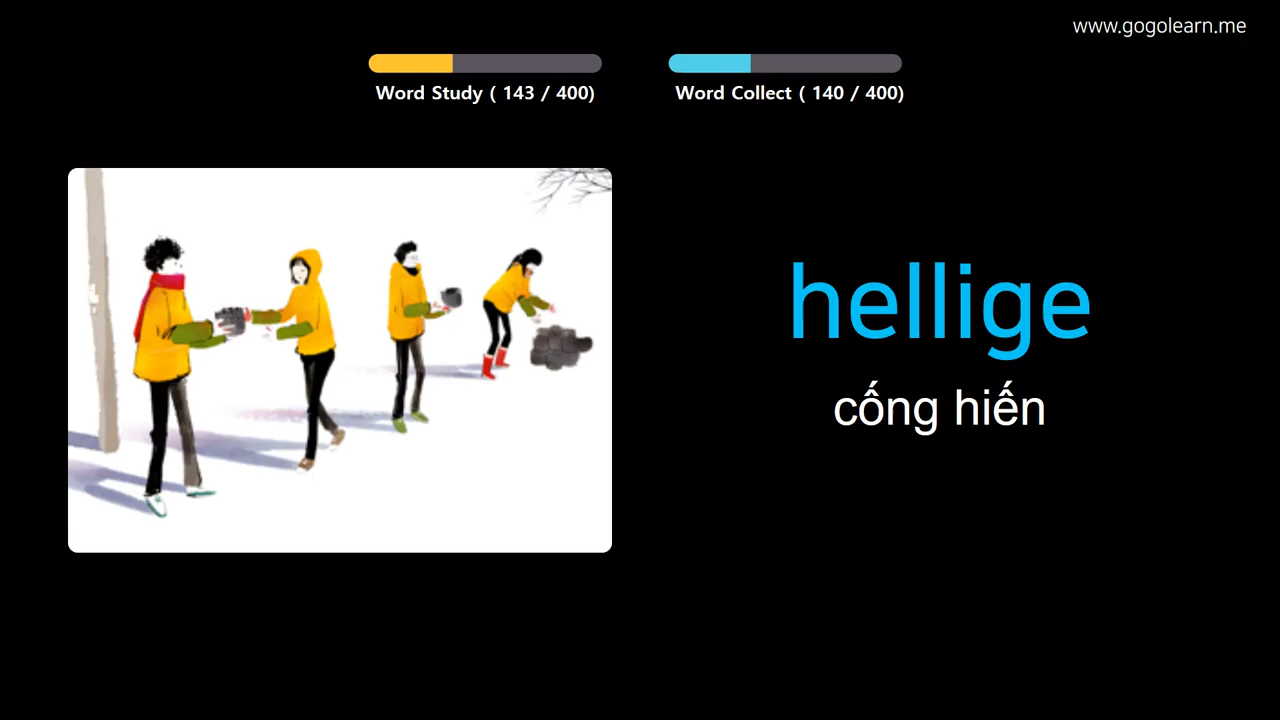 www.gogolearn.me
Word Study ( 143 / 400)
Word Collect ( 140 / 400)
hellige
cống hiến